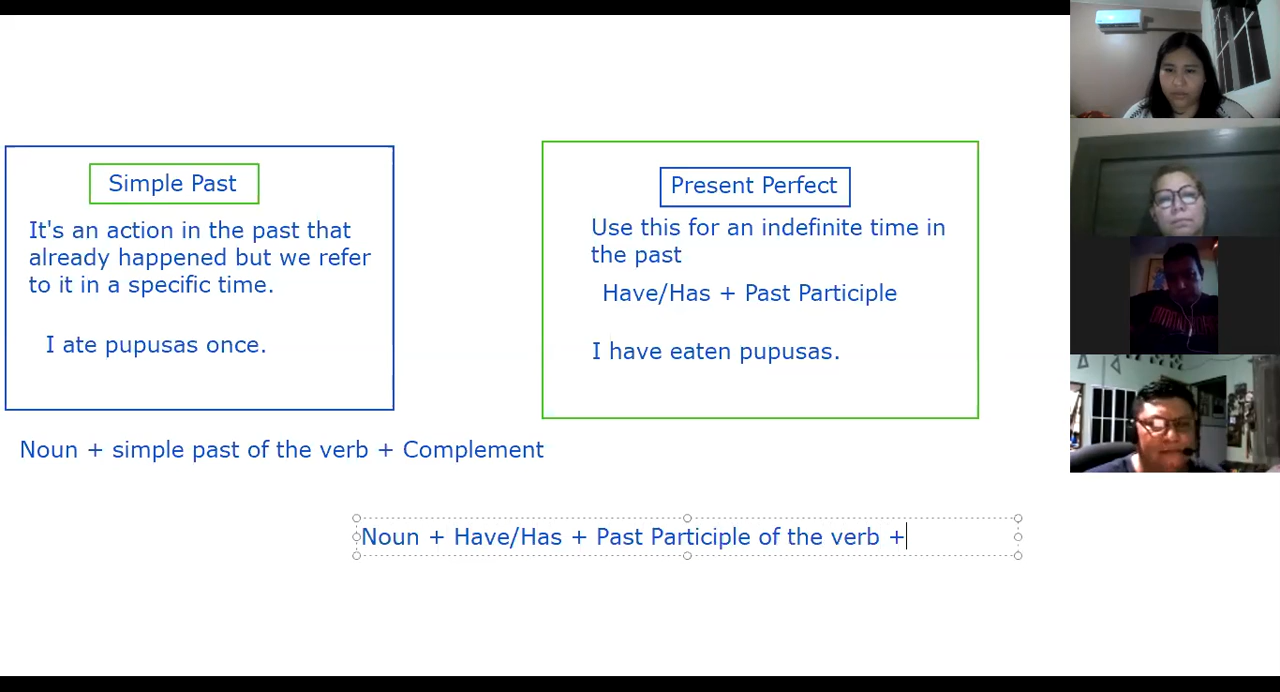 Simple Past
It's an action in the past that
already happened but we refer
to it in a specific time.
I ate pupusas once.
Present Perfect
Use this for an indefinite time in
the past
Have/Has + Past Participle
I have eaten pupusas.
Noun + simple past of the verb + Complement
Noun + Have/Has + Past Participle of the verb +